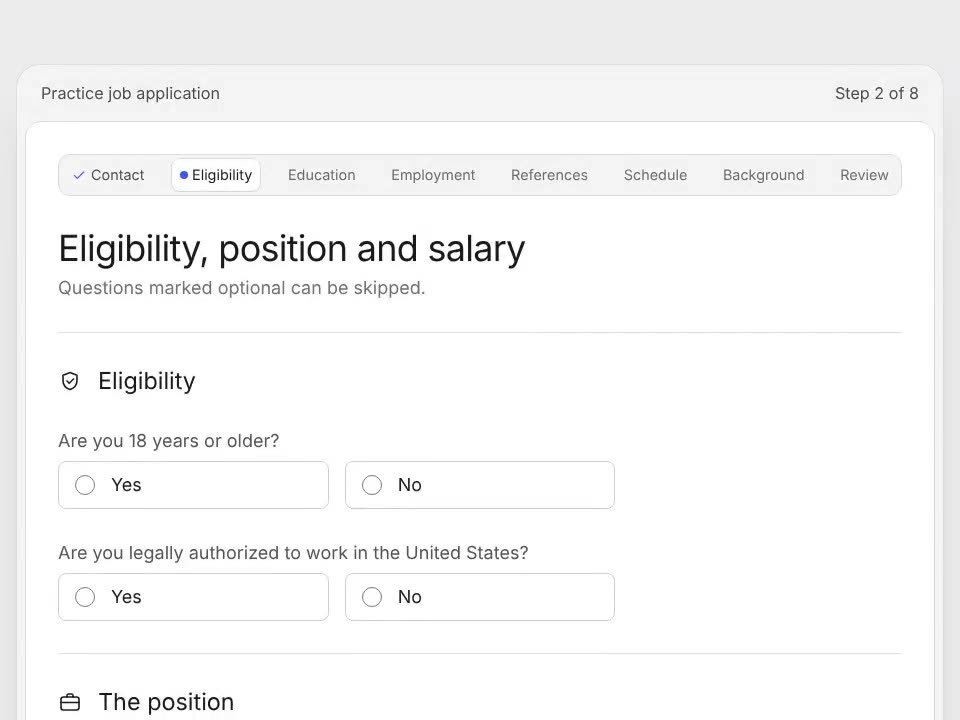 Practice job application
Step 2 of 8
Contact Eligibility Education Employment References Schedule Background Review
Eligibility, position and salary
Questions marked optional can be skipped.
Eligibility
Are you 18 years or older?
Yes No
Are you legally authorized to work in the United States?
Yes No
The position